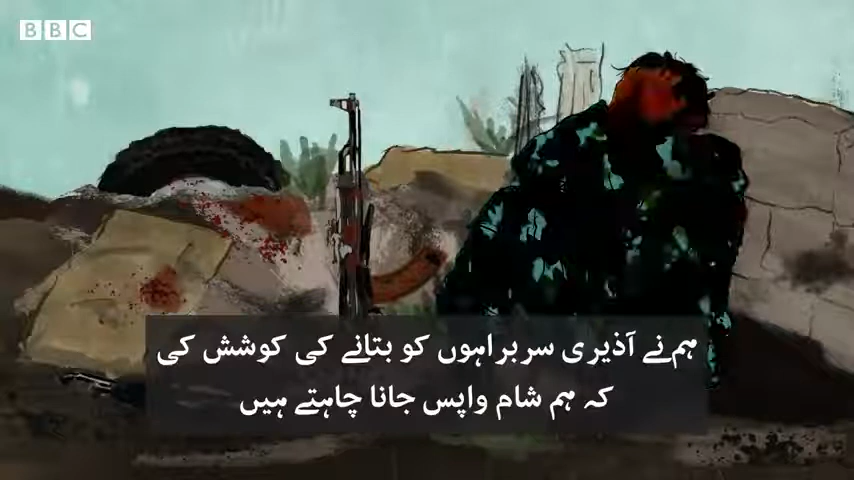 BBC
ہم نے آذیری سربراہوں کو بتانے کی کوشش کی
کہ ہم شام واپس جانا چاہتے ہیں